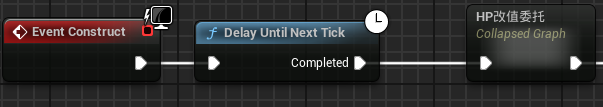 Event Construct
Delay Until Next Tick
Completed
HP改值委托
Collapsed Graph